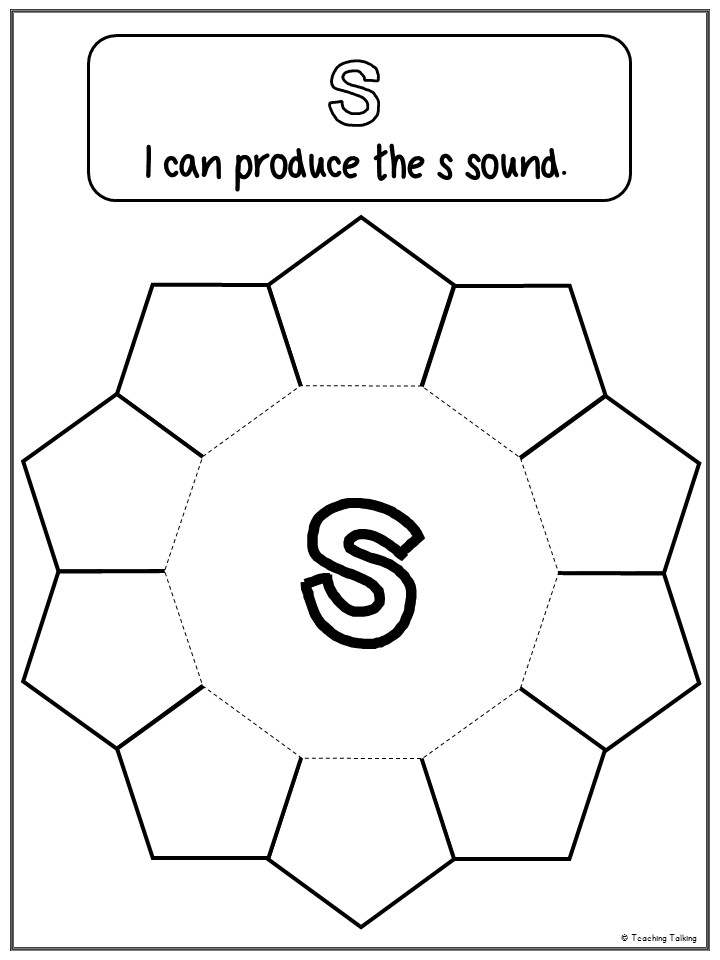 s
I can produce the s sound.
s
© Teaching Talking